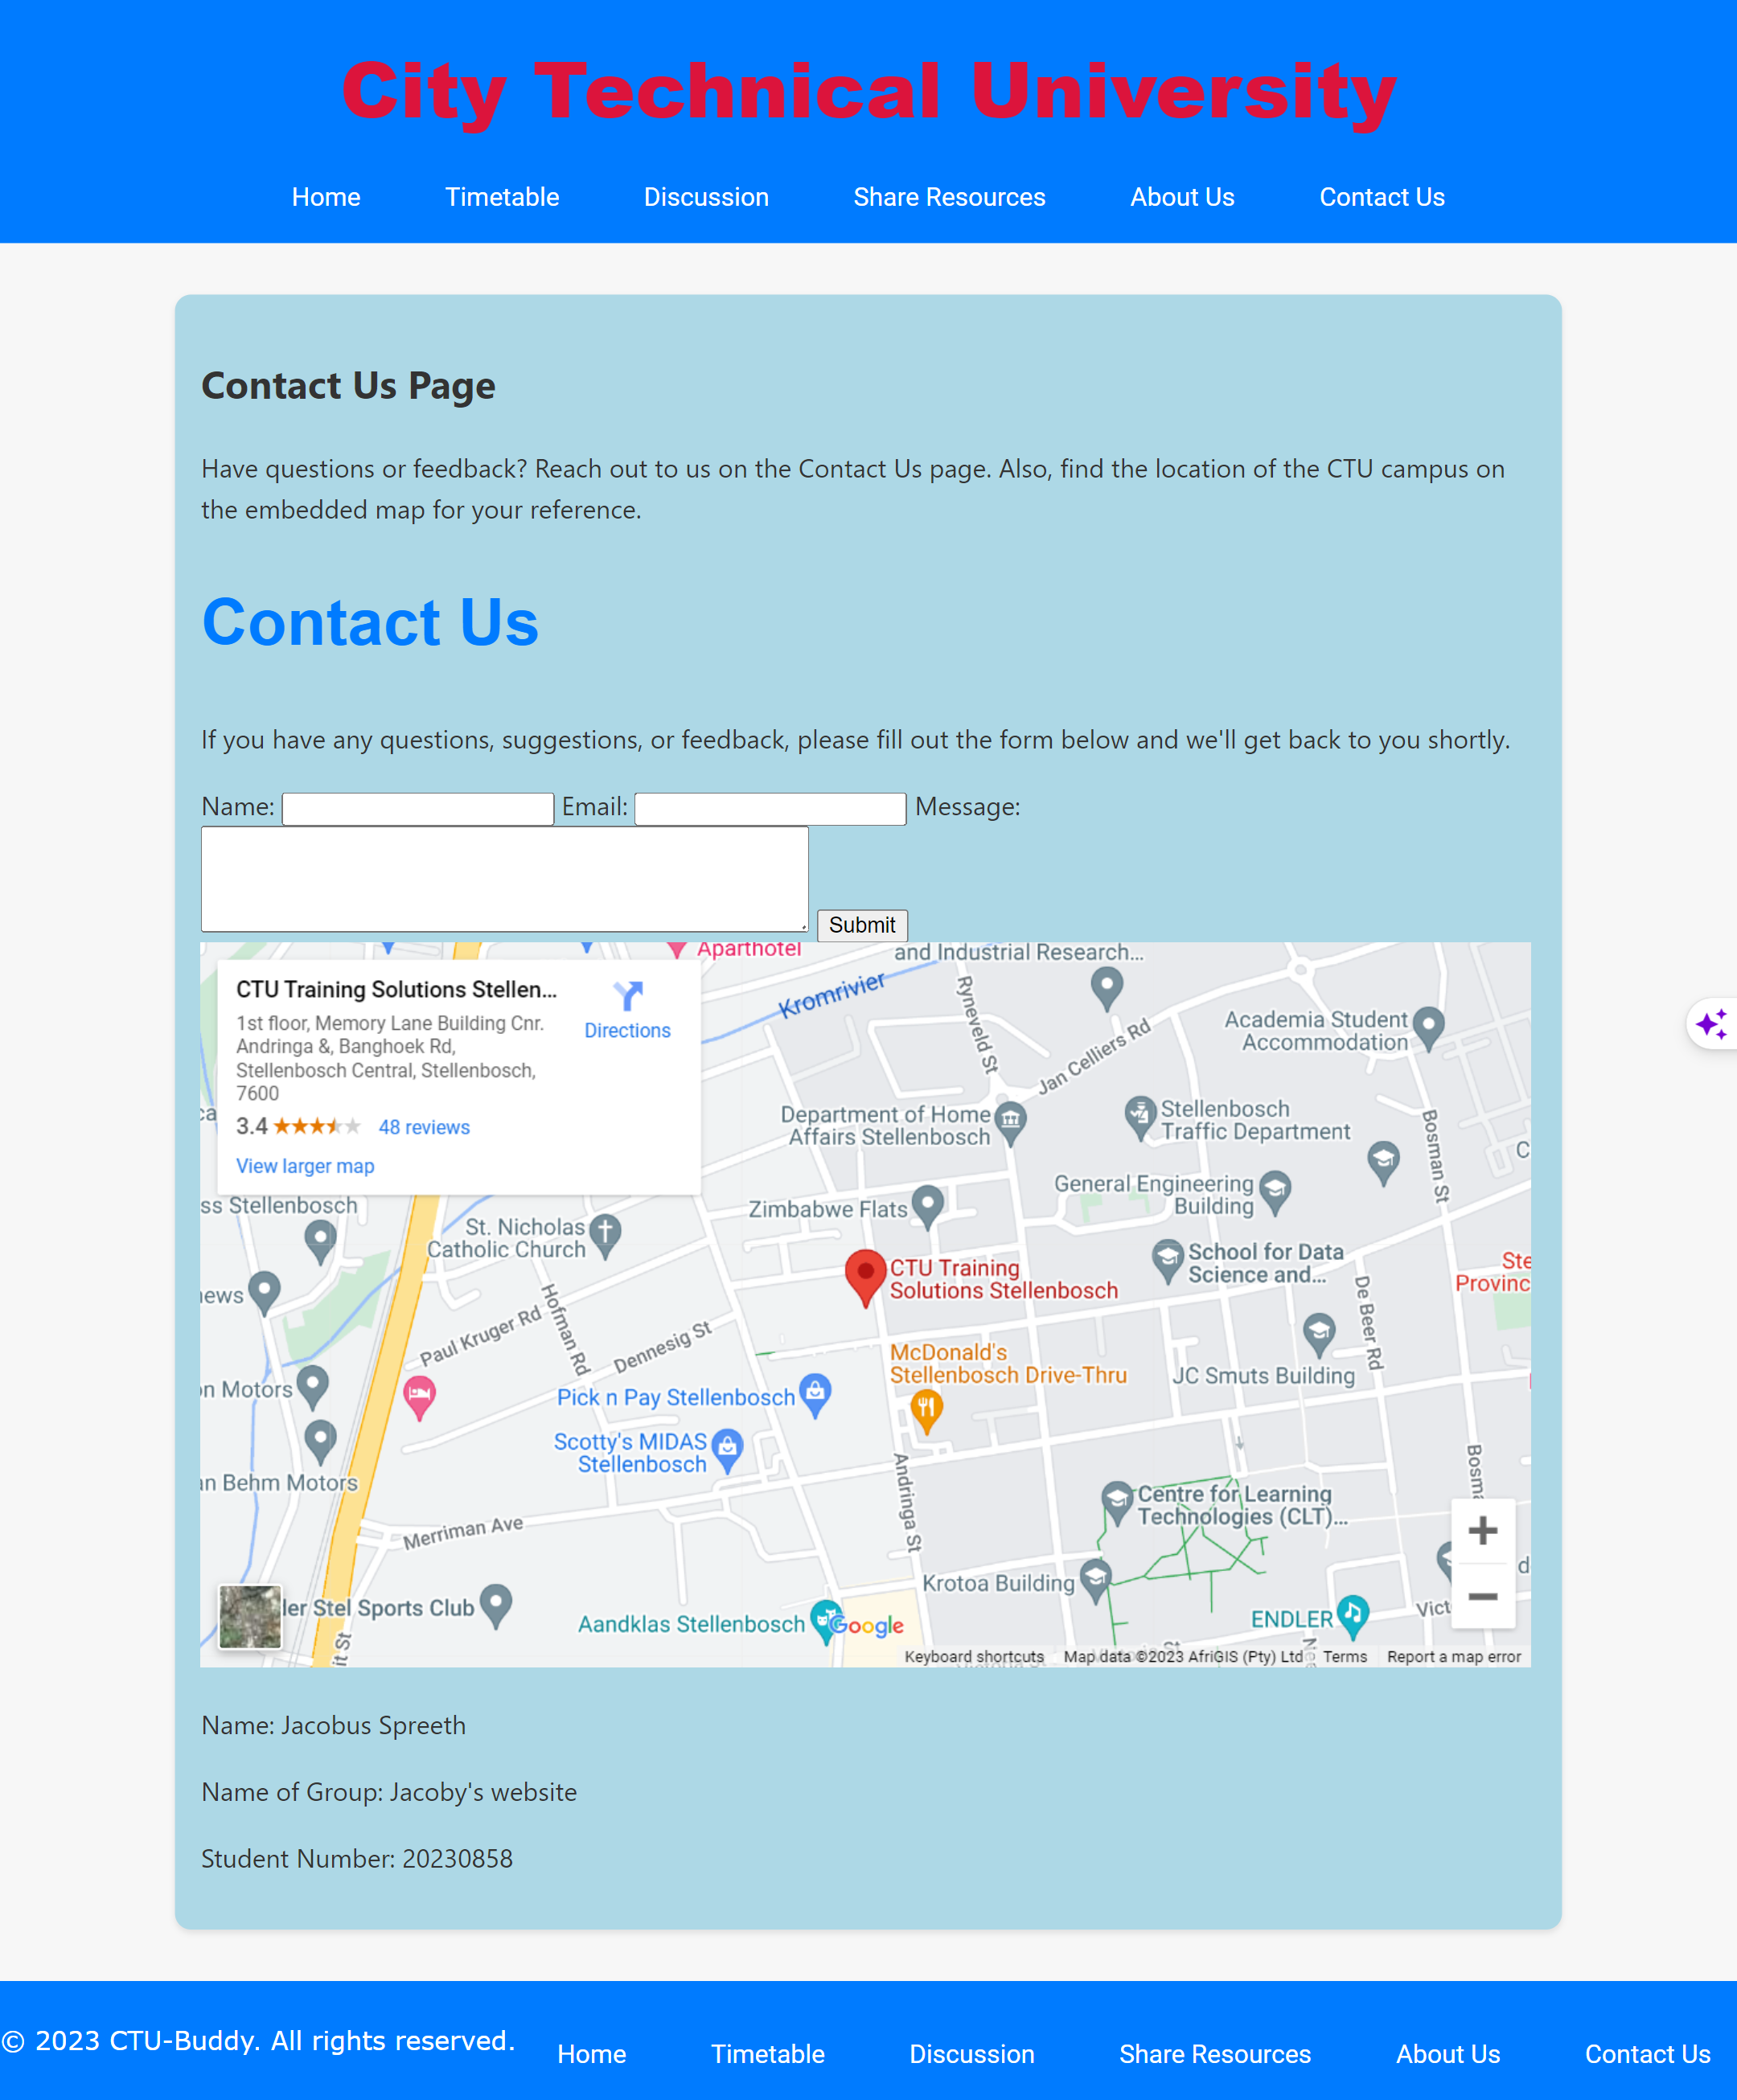 City Technical University
Home Timetable Discussion Share Resources About Us Contact Us
Contact Us Page
Have questions or feedback? Reach out to us on the Contact Us page. Also, find the location of the CTU campus on
the embedded map for your reference.
Contact Us
If you have any questions, suggestions, or feedback, please fill out the form below and we'll get back to you shortly.
Name: Email: Message:
Submit
CTU Training Solutions Stellen...
1st floor, Memory Lane Building Cnr.
Andringa &, Banghoek Rd,
Stellenbosch Central, Stellenbosch,
7600
3.4 48 reviews
View larger map
Directions
Aparthotel
and Industrial Research...
Kromrivier
Ryneveld St
Jan Celliers Rd
Academia Student
Accommodation
Department of Home
Affairs Stellenbosch
Stellenbosch
Traffic Department
Bosman St
General Engineering
Building
Zimbabwe Flats
ss Stellenbosch
St. Nicholas
Catholic Church
School for Data
Science and...
CTU Training
Solutions Stellenbosch
Ste
Provinc
De Beer Rd
news
Hofman Rd
Paul Kruger Rd
Dennesig St
McDonald's
Stellenbosch Drive-Thru
JC Smuts Building
on Motors
Pick n Pay Stellenbosch
Scotty's MIDAS
Stellenbosch
an Behm Motors
Andringa St
Bosma
Centre for Learning
Technologies (CLT)...
Merriman Ave
Krotoa Building
ler Stel Sports Club
Aandklas Stellenbosch
Google
ENDLER
Vict
it St
Keyboard shortcuts Map data ©2023 AfriGIS (Pty) Ltd Terms Report a map error
Name: Jacobus Spreeth
Name of Group: Jacoby's website
Student Number: 20230858
© 2023 CTU-Buddy. All rights reserved. Home Timetable Discussion Share Resources About Us Contact Us